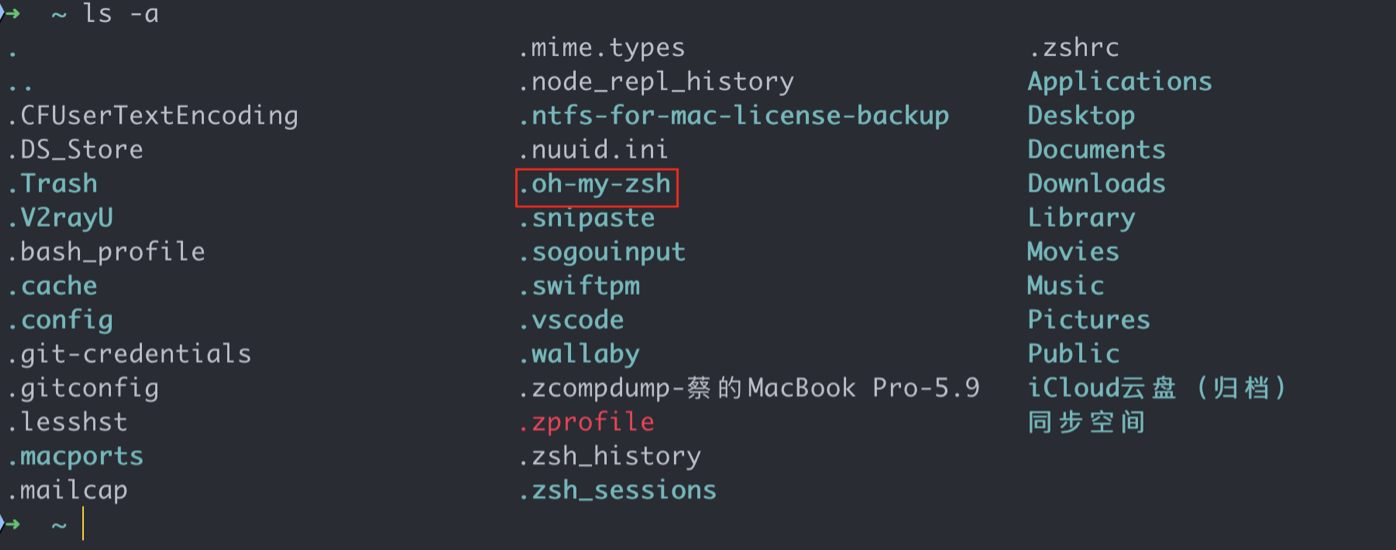 ➜ ~ ls -a
. .mime.types .zshrc
.. .node_repl_history Applications
.CFUserTextEncoding .ntfs-for-mac-license-backup Desktop
.DS_Store .nuuid.ini Documents
.Trash .oh-my-zsh Downloads
.V2rayU .snipaste Library
.bash_profile .sogouinput Movies
.cache .swiftpm Music
.config .vscode Pictures
.git-credentials .wallaby Public
.gitconfig .zcompdump-蔡的MacBook Pro-5.9 iCloud云盘（归档）
.lesshst .zprofile 同步空间
.macports .zsh_history
.mailcap .zsh_sessions
➜ ~